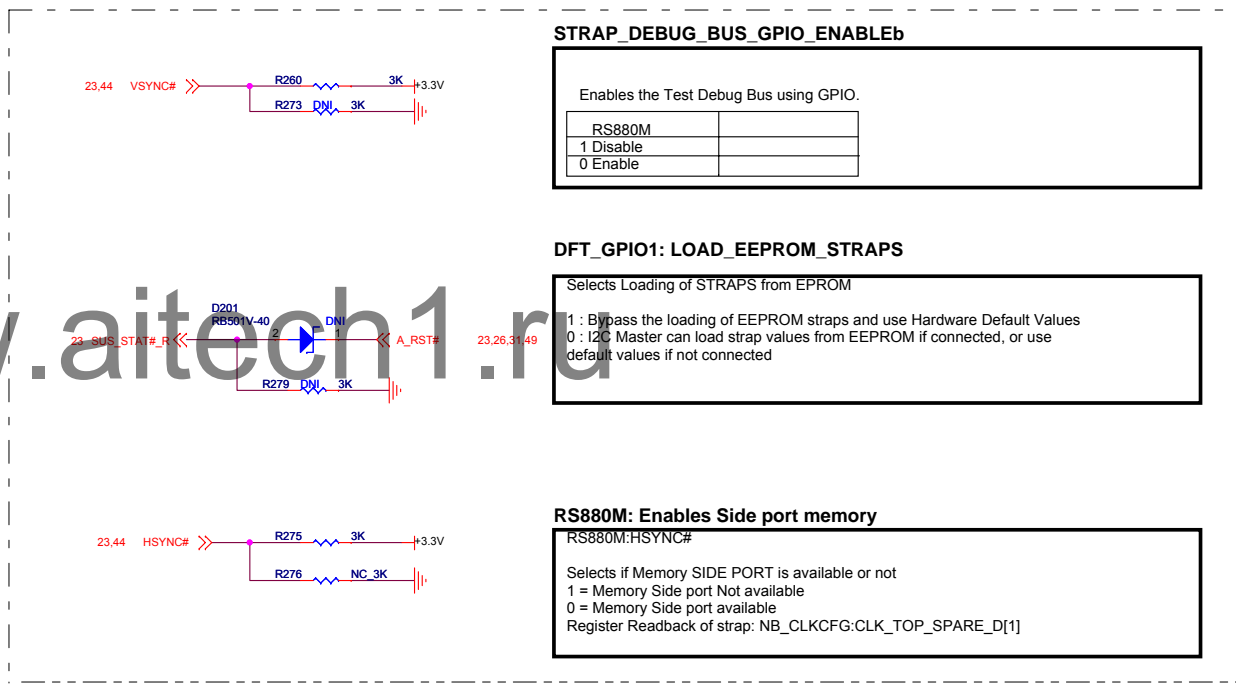 STRAP_DEBUG_BUS_GPIO_ENABLEb
23,44 VSYNC# R260 3K +3.3V
R273 DNI 3K
Enables the Test Debug Bus using GPIO.
RS880M
1 Disable
0 Enable
DFT_GPIO1: LOAD_EEPROM_STRAPS
Selects Loading of STRAPS from EPROM
1 : Bypass the loading of EEPROM straps and use Hardware Default Values
0 : I2C Master can load strap values from EEPROM if connected, or use
default values if not connected
D201
RB501V-40 DNI
23 SUS_STAT#_R 2 1 A_RST# 23,26,31,49
R279 DNI 3K
.aitech1.ru
RS880M: Enables Side port memory
RS880M:HSYNC#
23,44 HSYNC# R275 3K +3.3V
R276 NC_3K
Selects if Memory SIDE PORT is available or not
1 = Memory Side port Not available
0 = Memory Side port available
Register Readback of strap: NB_CLKCFG:CLK_TOP_SPARE_D[1]